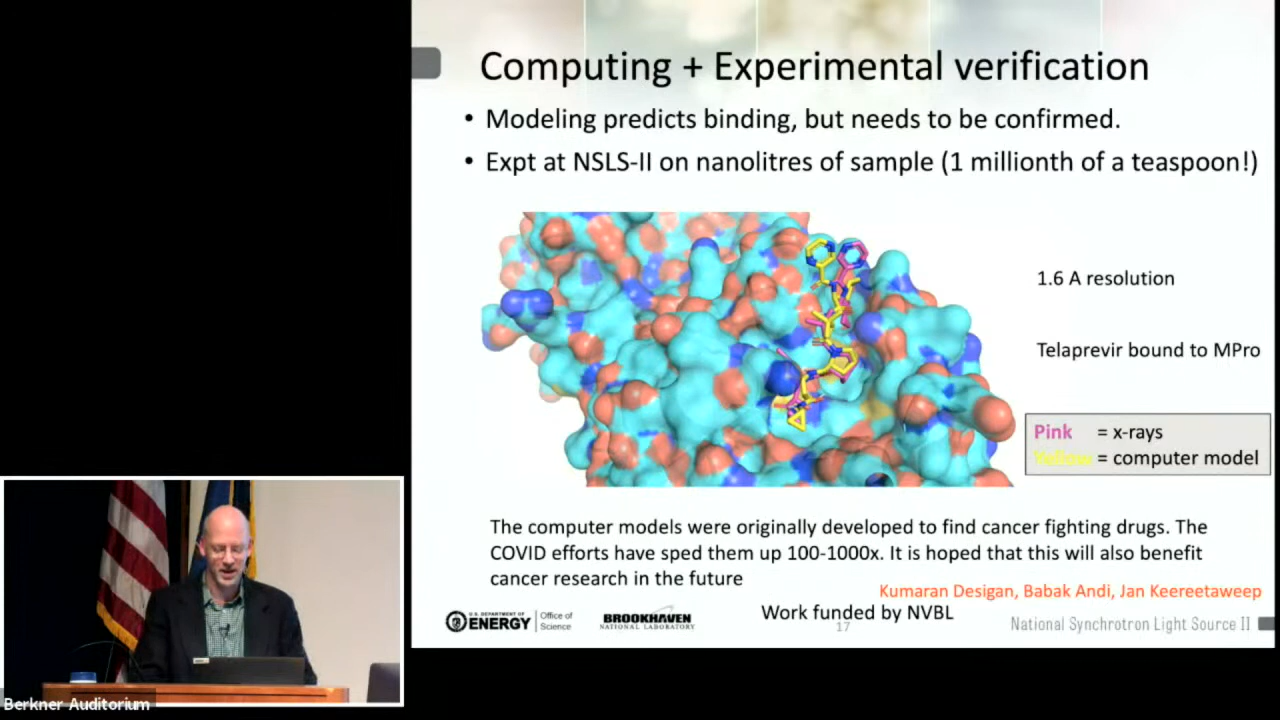 Computing + Experimental verification
• Modeling predicts binding, but needs to be confirmed.
• Expt at NSLS-II on nanolitres of sample (1 millionth of a teaspoon!)
1.6 A resolution
Telaprevir bound to MPro
Pink = x-rays
Yellow = computer model
The computer models were originally developed to find cancer fighting drugs. The
COVID efforts have sped them up 100-1000x. It is hoped that this will also benefit
cancer research in the future
Kumaran Desigan, Babak Andi, Jan Keereetaweep
U.S. DEPARTMENT OF
ENERGY
Office of
Science
BROOKHAVEN
NATIONAL LABORATORY
Work funded by NVBL
17
National Synchrotron Light Source II
Berkner Auditorium